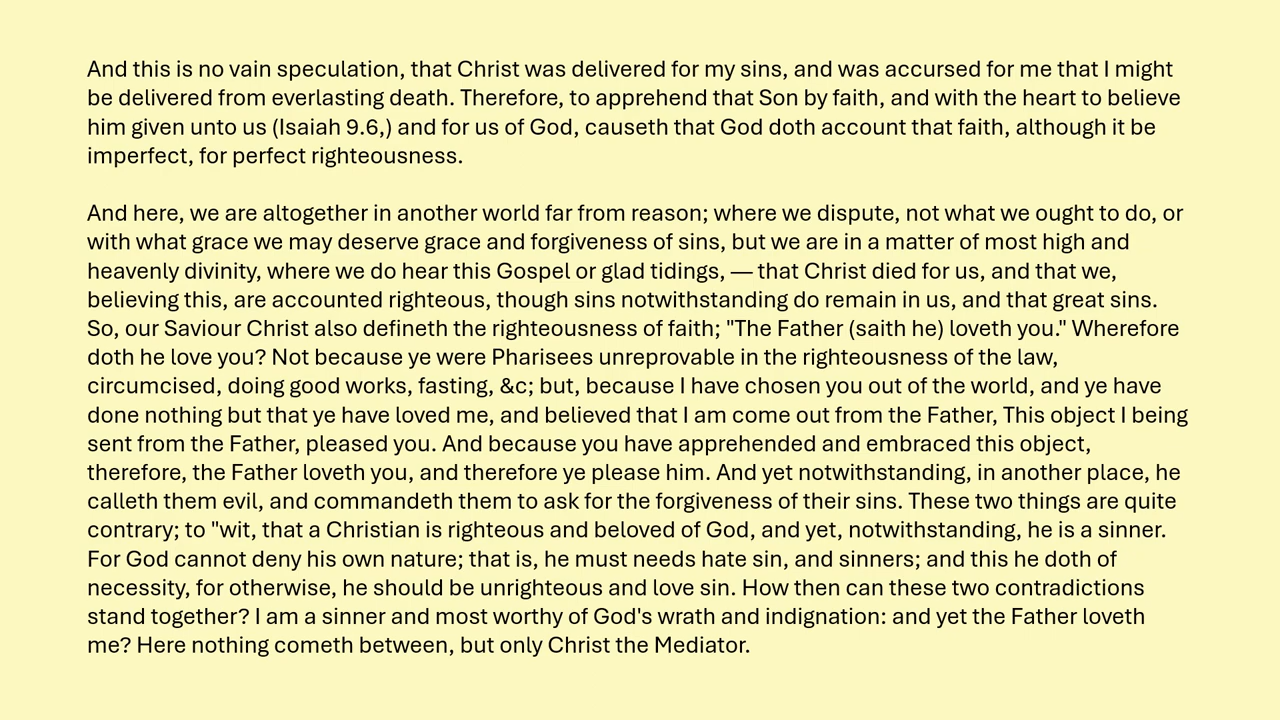 And this is no vain speculation, that Christ was delivered for my sins, and was accursed for me that I might
be delivered from everlasting death. Therefore, to apprehend that Son by faith, and with the heart to believe
him given unto us (Isaiah 9.6,) and for us of God, causeth that God doth account that faith, although it be
imperfect, for perfect righteousness.

And here, we are altogether in another world far from reason; where we dispute, not what we ought to do, or
with what grace we may deserve grace and forgiveness of sins, but we are in a matter of most high and
heavenly divinity, where we do hear this Gospel or glad tidings, — that Christ died for us, and that we,
believing this, are accounted righteous, though sins notwithstanding do remain in us, and that great sins.
So, our Saviour Christ also defineth the righteousness of faith; "The Father (saith he) loveth you." Wherefore
doth he love you? Not because ye were Pharisees unreprovable in the righteousness of the law,
circumcised, doing good works, fasting, &c; but, because I have chosen you out of the world, and ye have
done nothing but that ye have loved me, and believed that I am come out from the Father, This object I being
sent from the Father, pleased you. And because you have apprehended and embraced this object,
therefore, the Father loveth you, and therefore ye please him. And yet notwithstanding, in another place, he
calleth them evil, and commandeth them to ask for the forgiveness of their sins. These two things are quite
contrary; to "wit, that a Christian is righteous and beloved of God, and yet, notwithstanding, he is a sinner.
For God cannot deny his own nature; that is, he must needs hate sin, and sinners; and this he doth of
necessity, for otherwise, he should be unrighteous and love sin. How then can these two contradictions
stand together? I am a sinner and most worthy of God's wrath and indignation: and yet the Father loveth
me? Here nothing cometh between, but only Christ the Mediator.